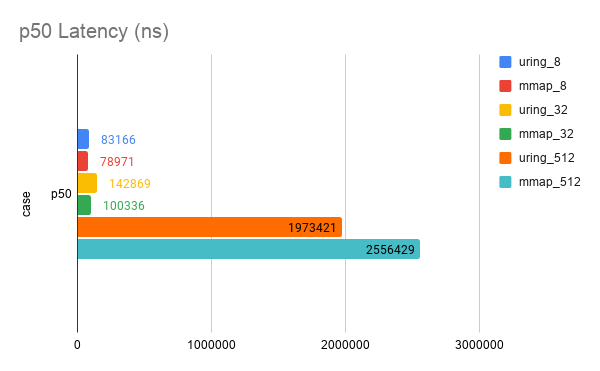 p50 Latency (ns)
uring_8
mmap_8
uring_32
mmap_32
uring_512
mmap_512
83166
78971
142869
100336
1973421
2556429
case
p50
0
1000000
2000000
3000000